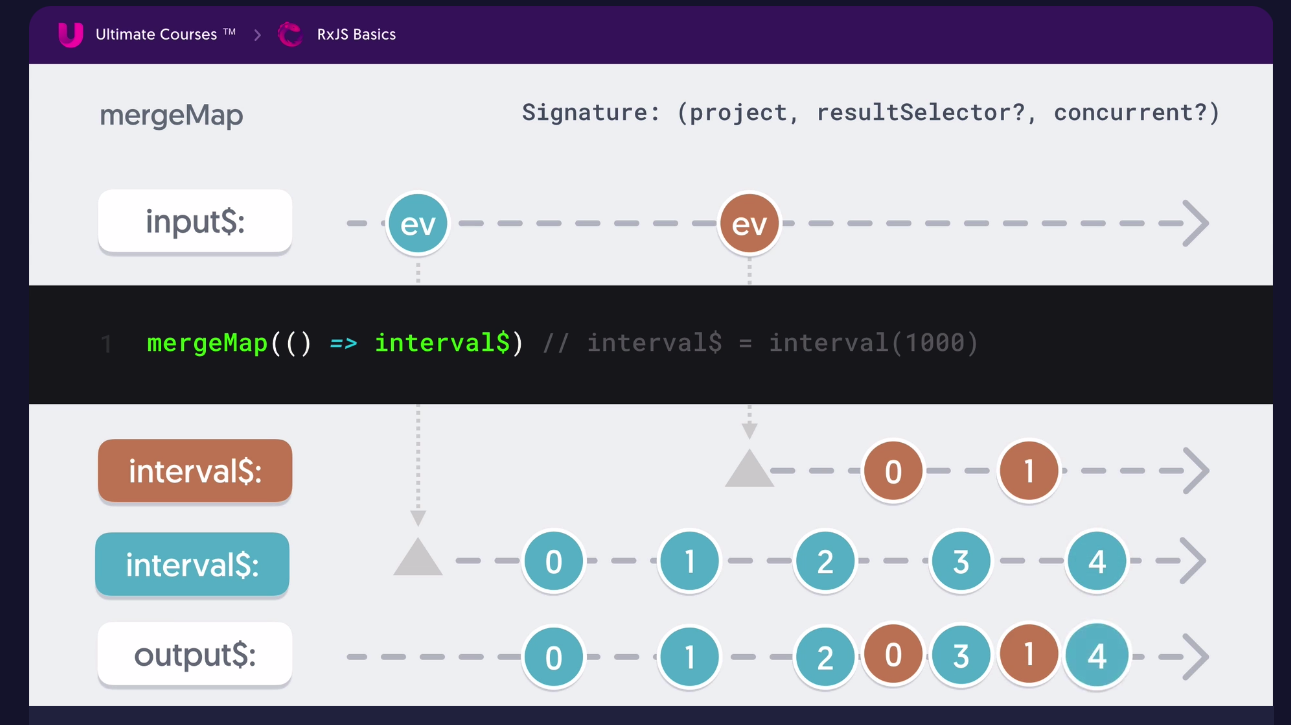 Ultimate Courses ™ > RxJS Basics
mergeMap
Signature: (project, resultSelector?, concurrent?)
input$:
ev ev
1 mergeMap(() => interval$) // interval$ = interval(1000)
interval$:
0 1
interval$:
0 1 2 3 4
output$:
0 1 2 0 3 1 4